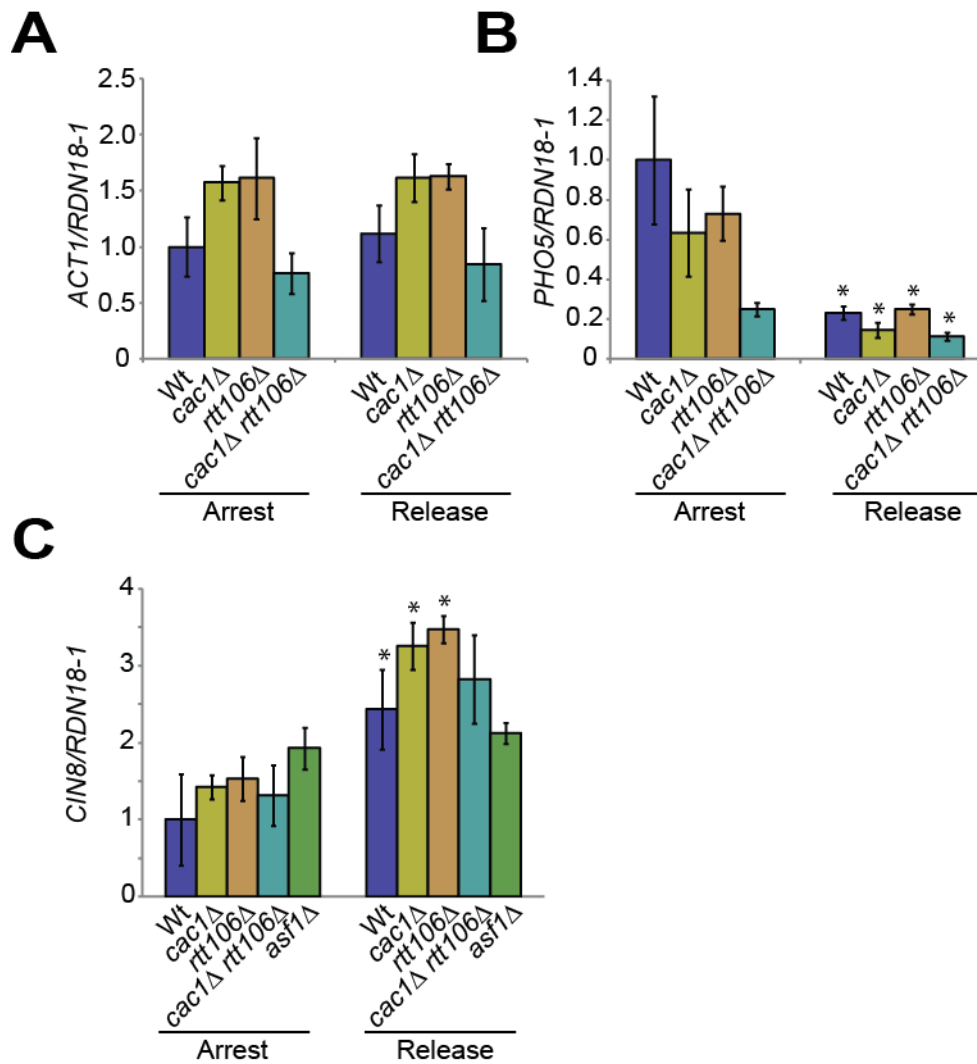 A
ACT1/RDN18-1
2.5
2.0
1.5
1.0
0.5
0
Wt
cac1Δ
rtt106Δ
cac1Δ rtt106Δ
Wt
cac1Δ
rtt106Δ
cac1Δ rtt106Δ
Arrest
Release
B
PHO5/RDN18-1
1.4
1.2
1.0
0.8
0.6
0.4
0.2
0
* * * *
Wt
cac1Δ
rtt106Δ
cac1Δ rtt106Δ
Wt
cac1Δ
rtt106Δ
cac1Δ rtt106Δ
Arrest
Release
C
CIN8/RDN18-1
4
3
2
1
0
* * *
Wt
cac1Δ
rtt106Δ
cac1Δ rtt106Δ
asf1Δ
Wt
cac1Δ
rtt106Δ
cac1Δ rtt106Δ
asf1Δ
Arrest
Release